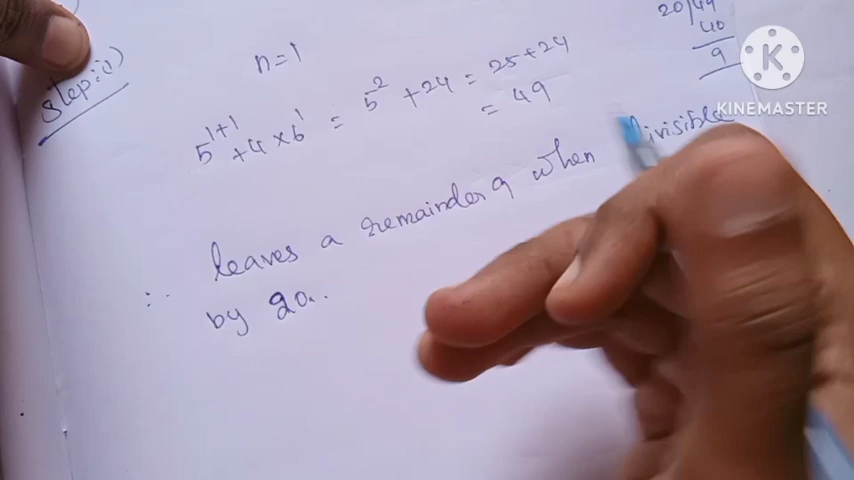 step(i)
n=1
5^1+1 + 4×6^1 = 5^2 + 24 = 25+24
= 49
20)49
40
9
∴ leaves a remainder 9 when divisible
by 20.
KINEMASTER